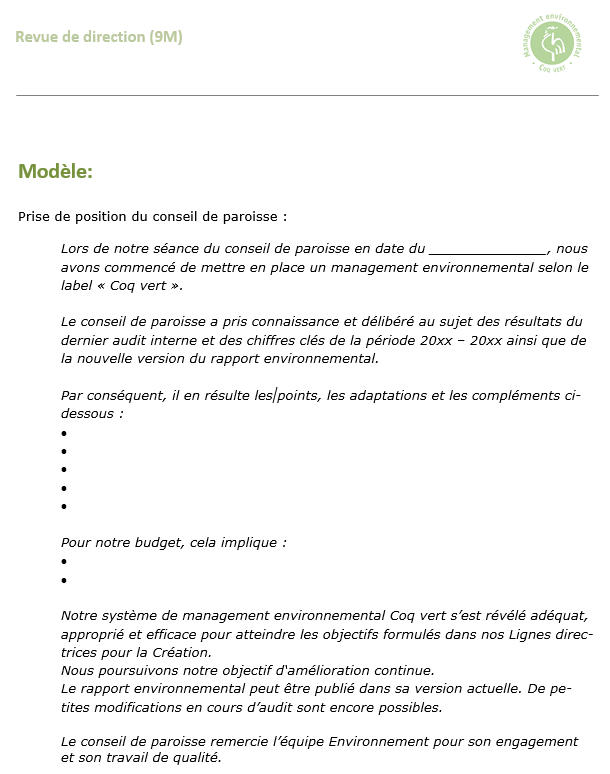 Revue de direction (9M)
Management environnemental
• Coq vert •
Modèle:
Prise de position du conseil de paroisse :
Lors de notre séance du conseil de paroisse en date du _______________, nous
avons commencé de mettre en place un management environnemental selon le
label « Coq vert ».
Le conseil de paroisse a pris connaissance et délibéré au sujet des résultats du
dernier audit interne et des chiffres clés de la période 20xx – 20xx ainsi que de
la nouvelle version du rapport environnemental.
Par conséquent, il en résulte les points, les adaptations et les compléments ci-
dessous :
•
•
•
•
•
Pour notre budget, cela implique :
•
•
Notre système de management environnemental Coq vert s’est révélé adéquat,
approprié et efficace pour atteindre les objectifs formulés dans nos Lignes direc-
trices pour la Création.
Nous poursuivons notre objectif d‘amélioration continue.
Le rapport environnemental peut être publié dans sa version actuelle. De pe-
tites modifications en cours d’audit sont encore possibles.
Le conseil de paroisse remercie l’équipe Environnement pour son engagement
et son travail de qualité.